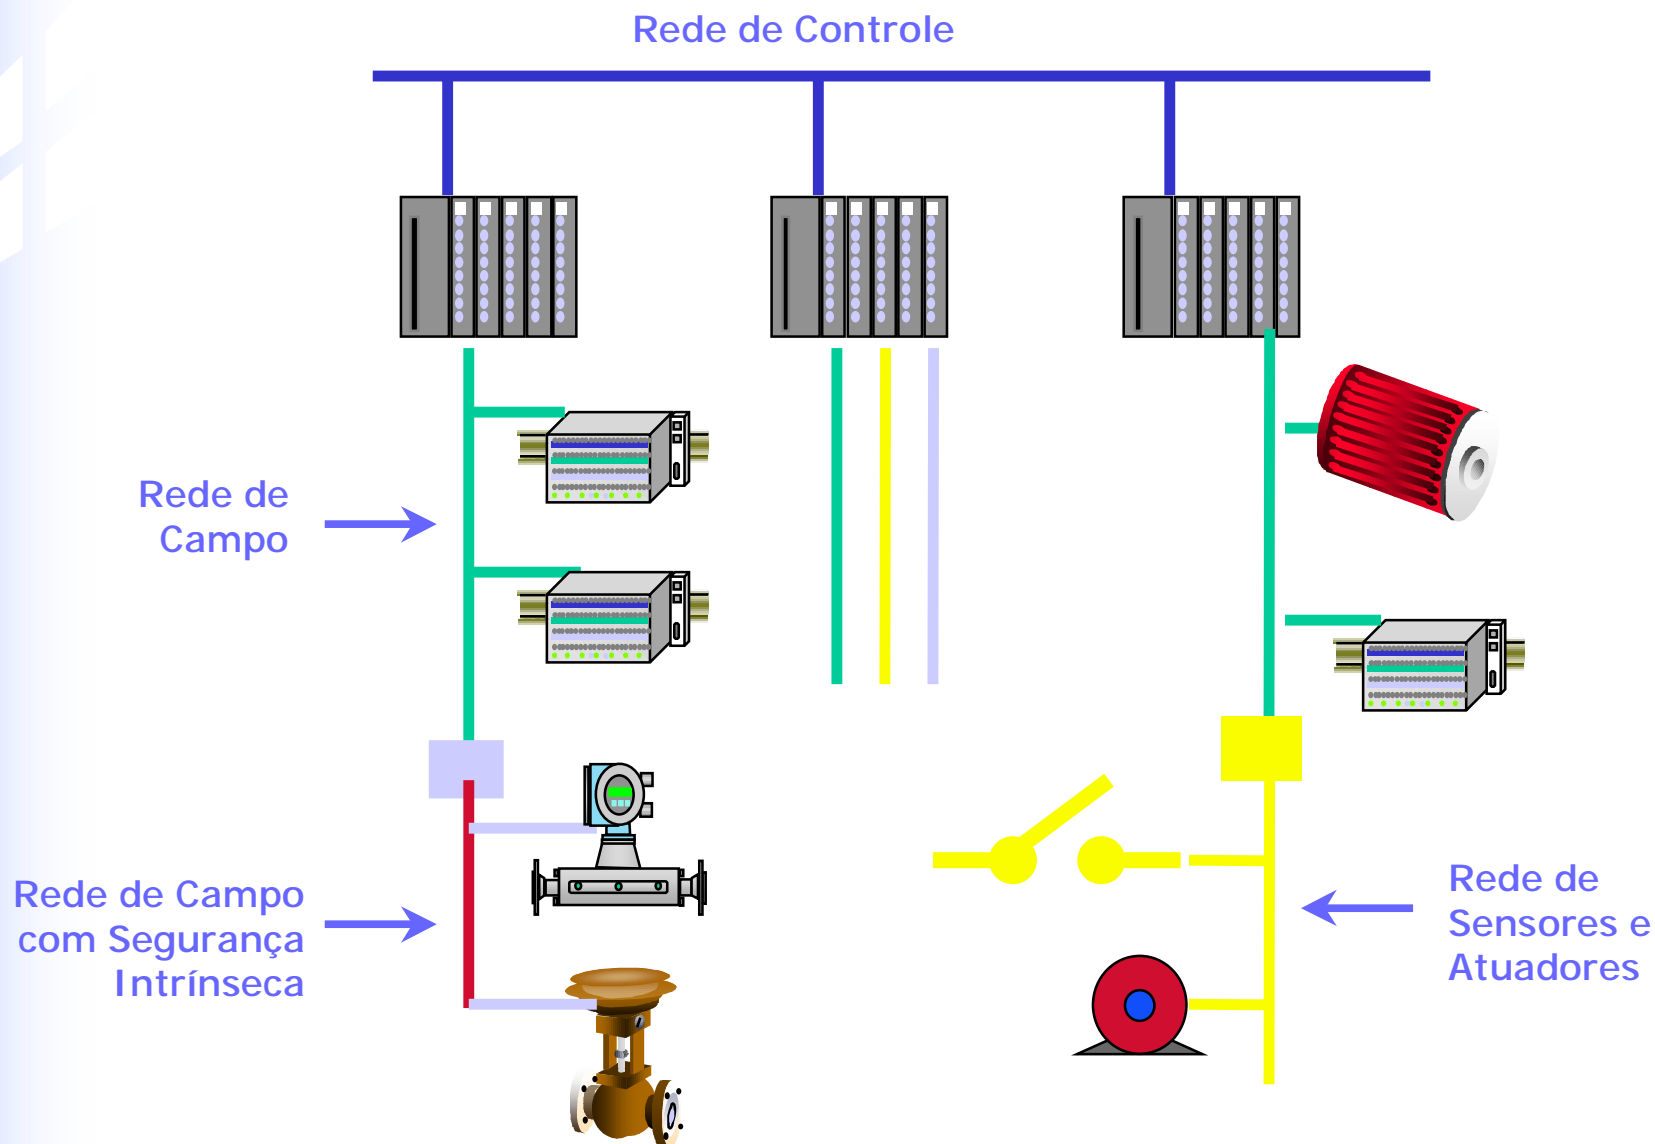 Rede de Controle
Rede de
Campo
Rede de Campo
com Segurança
Intrínseca
Rede de
Sensores e
Atuadores